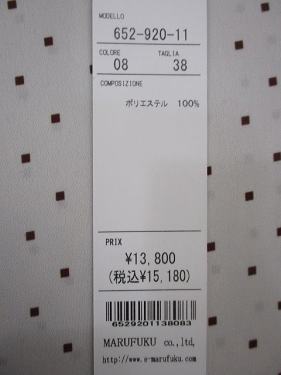 MODELLO
652-920-11
COLORE TAGLIA
08 38
COMPOSIZIONE
ポリエステル 100%
PRIX
¥13,800
(税込¥15,180)
6529201138083
MARUFUKU co.,ltd,
http://www.e-marufuku.com/